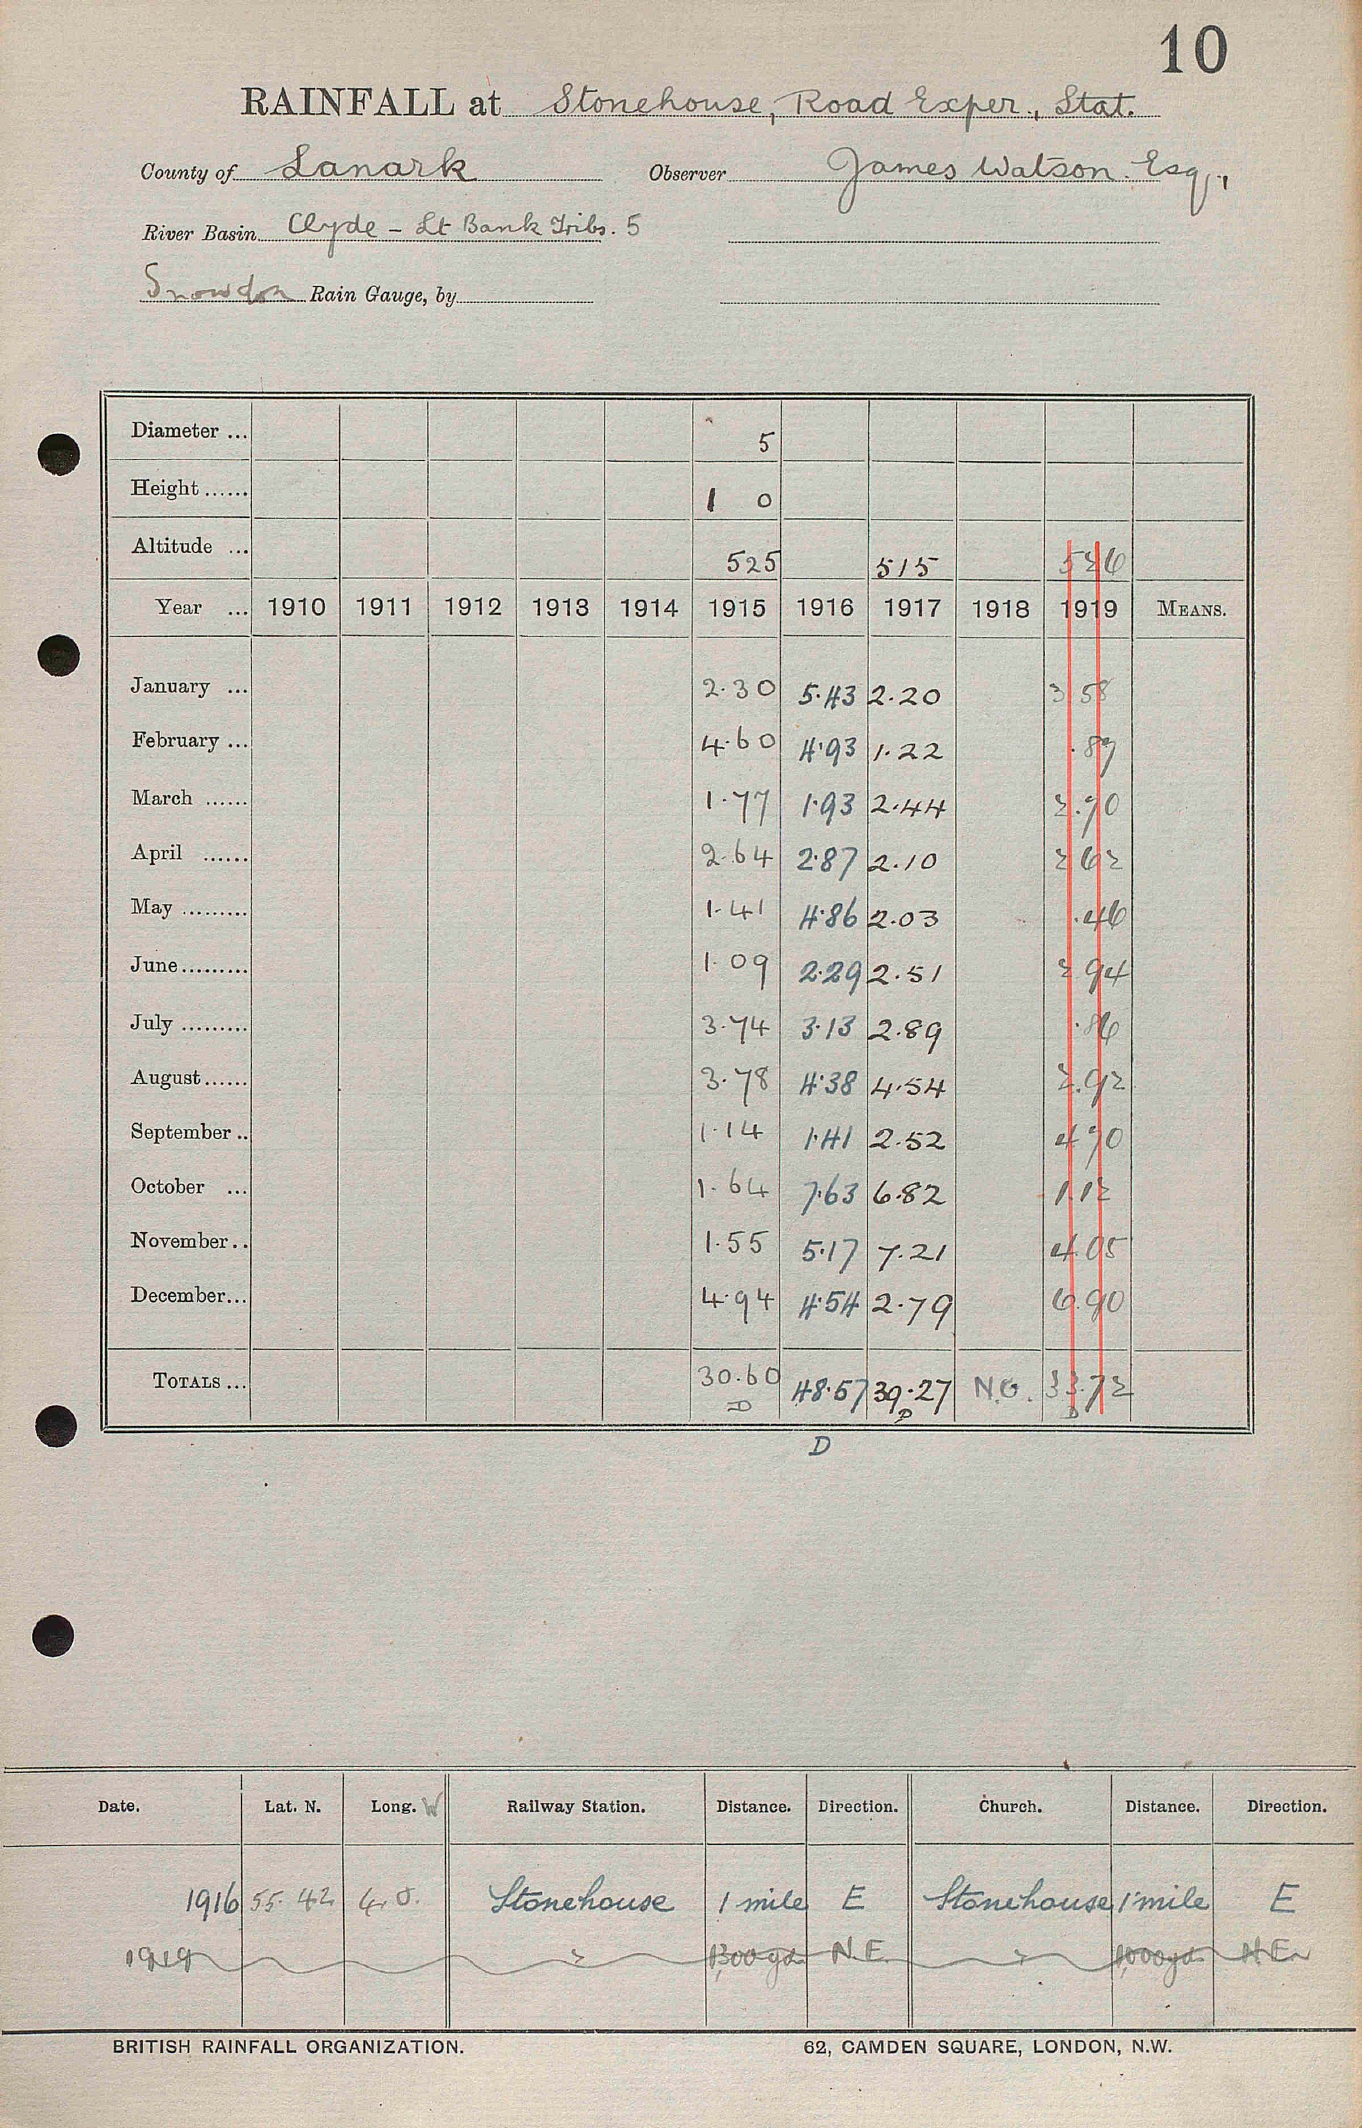 10
RAINFALL at Stonehouse, Road Exper., Stat.
County of Lanark Observer James Watson. Esq.,
River Basin Clyde - Lt Bank Tribs. 5
Snowdon Rain Gauge, by
Diameter ... 5
Height ...... 1 0
Altitude ... 525 515 526
Year ... 1910 1911 1912 1913 1914 1915 1916 1917 1918 1919 MEANS.
January ... 2.30 5.43 2.20 3.58
February ... 4.60 4.93 1.22 .89
March ...... 1.77 1.93 2.44 2.70
April ...... 2.64 2.87 2.10 2.62
May ......... 1.41 4.86 2.03 .46
June......... 1.09 2.29 2.51 2.94
July ......... 3.74 3.13 2.89 .86
August...... 3.78 4.38 4.54 2.92
September .. 1.14 1.41 2.52 4.70
October ... 1.64 7.63 6.82 1.12
November .. 1.55 5.17 7.21 4.05
December... 4.94 4.54 2.79 6.90
TOTALS ... 30.60 48.57 39.27 N.G. 33.72
D D D
D
Date. Lat. N. Long. W Railway Station. Distance. Direction. Church. Distance. Direction.
1916 55.42 4.0. Stonehouse 1 mile E Stonehouse 1 mile E
1919 " 1300 yds N.E. " 1000 yds N.E.
BRITISH RAINFALL ORGANIZATION. 62, CAMDEN SQUARE, LONDON, N.W.